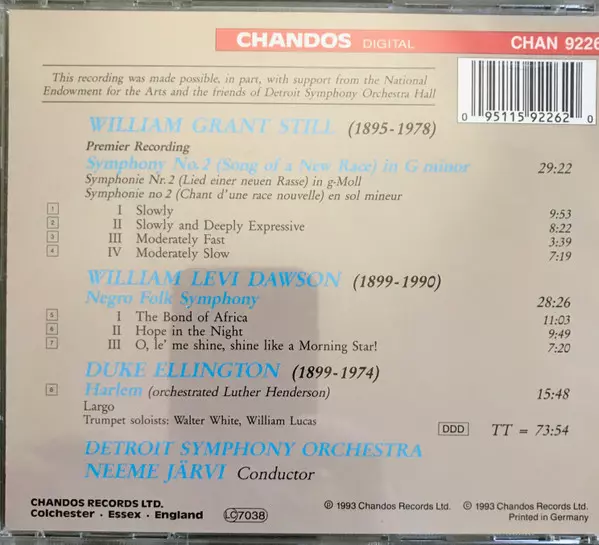 CHANDOS DIGITAL CHAN 9226
This recording was made possible, in part, with support from the National
Endowment for the Arts and the friends of Detroit Symphony Orchestra Hall
0 95115 92262 0
WILLIAM GRANT STILL (1895-1978)
Premier Recording
Symphony No. 2 (Song of a New Race) in G minor 29:22
Symphonie Nr. 2 (Lied einer neuen Rasse) in g-Moll
Symphonie no 2 (Chant d'une race nouvelle) en sol mineur
1 I Slowly 9:53
2 II Slowly and Deeply Expressive 8:22
3 III Moderately Fast 3:39
4 IV Moderately Slow 7:19
WILLIAM LEVI DAWSON (1899-1990)
Negro Folk Symphony 28:26
5 I The Bond of Africa 11:03
6 II Hope in the Night 9:49
7 III O, le' me shine, shine like a Morning Star! 7:20
DUKE ELLINGTON (1899-1974)
8 Harlem (orchestrated Luther Henderson) 15:48
Largo
Trumpet soloists: Walter White, William Lucas
DDD TT = 73:54
DETROIT SYMPHONY ORCHESTRA
NEEME JÄRVI Conductor
CHANDOS RECORDS LTD.
Colchester · Essex · England
LC7038
℗ 1993 Chandos Records Ltd. © 1993 Chandos Records Ltd.
Printed in Germany